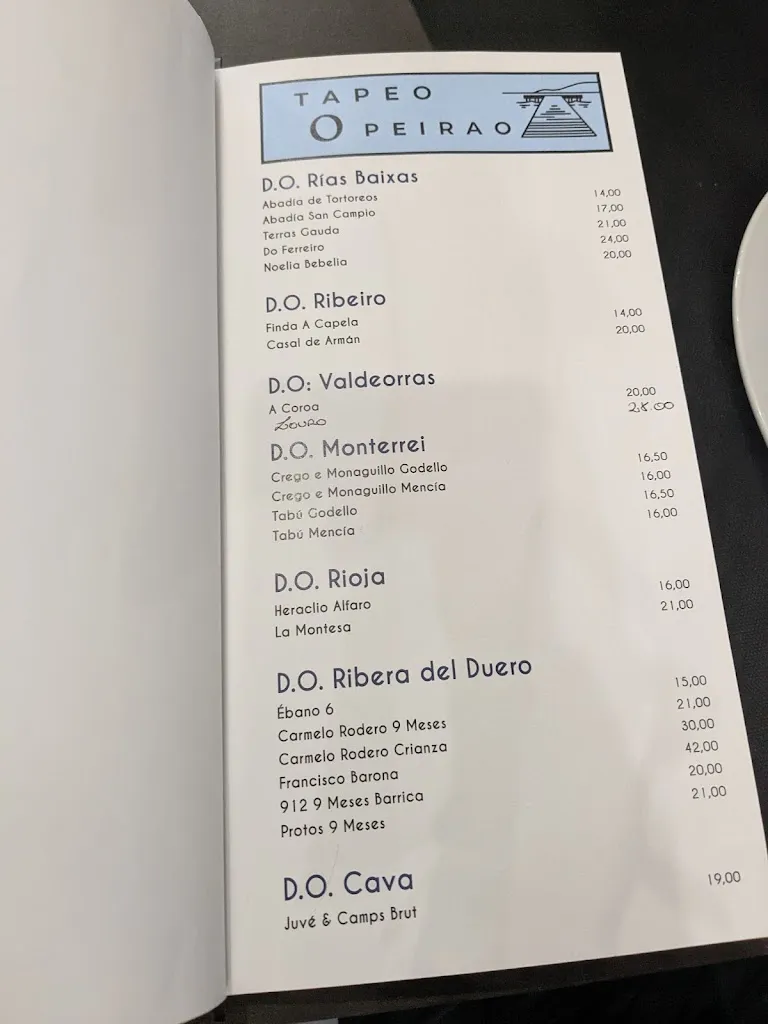 TAPEO
O PEIRAO
D.O. Rías Baixas
Abadía de Tortoreos 14,00
Abadía San Campio 17,00
Terras Gauda 21,00
Do Ferreiro 24,00
Noelia Bebelia 20,00
D.O. Ribeiro
Finda A Capela 14,00
Casal de Armán 20,00
D.O: Valdeorras
A Coroa 20,00
LOURO 28.00
D.O. Monterrei
Crego e Monaguillo Godello 16,50
Crego e Monaguillo Mencía 16,00
Tabú Godello 16,50
Tabú Mencía 16,00
D.O. Rioja
Heraclio Alfaro 16,00
La Montesa 21,00
D.O. Ribera del Duero
Ébano 6 15,00
Carmelo Rodero 9 Meses 21,00
Carmelo Rodero Crianza 30,00
Francisco Barona 42,00
912 9 Meses Barrica 20,00
Protos 9 Meses 21,00
D.O. Cava
Juvé & Camps Brut 19,00